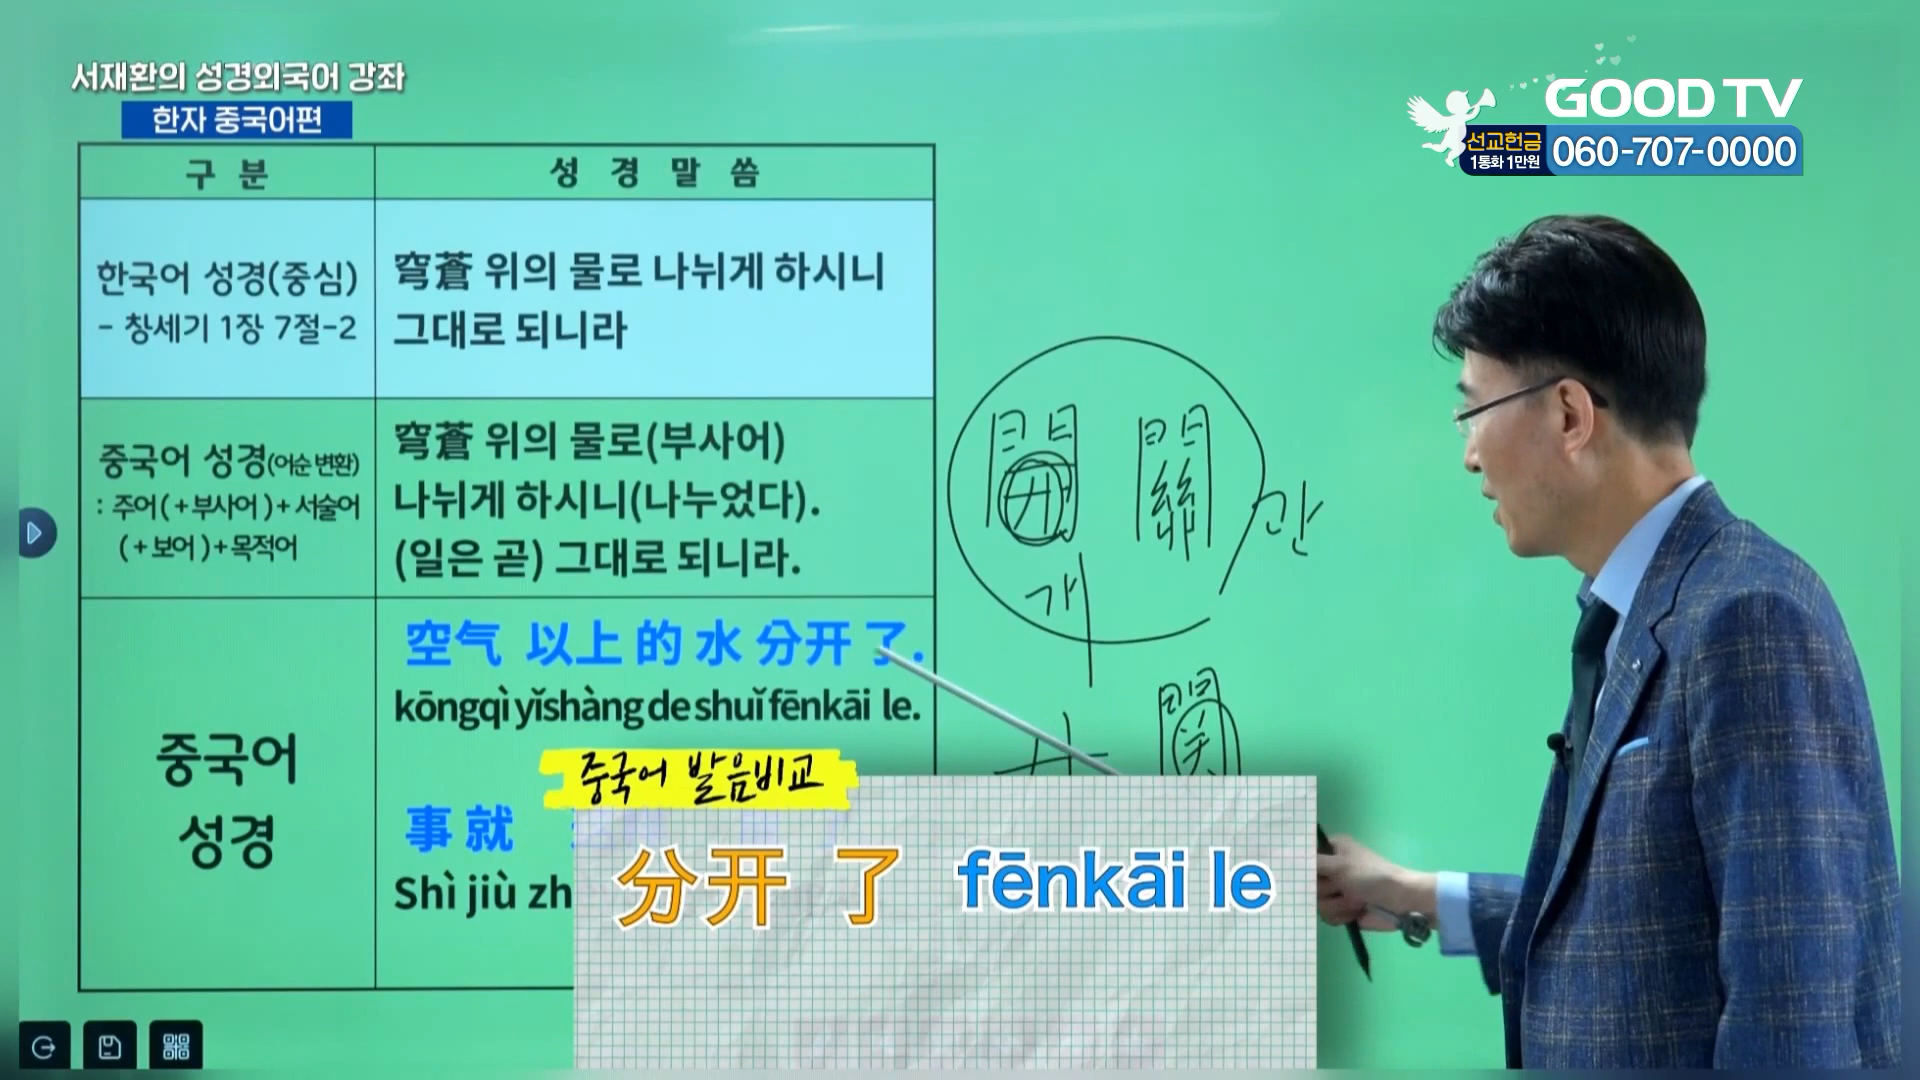 서재환의 성경외국어 강좌
한자 중국어편
GOOD TV
선교헌금
1통화 1만원
060-707-0000
구 분
성 경 말 씀
한국어 성경(중심)
- 창세기 1장 7절-2
穹蒼 위의 물로 나뉘게 하시니
그대로 되니라
중국어 성경(어순 변환)
: 주어(+부사어)+서술어
(+보어)+목적어
穹蒼 위의 물로(부사어)
나뉘게 하시니(나누었다).
(일은 곧) 그대로 되니라.
중국어
성경
空气 以上 的 水 分开 了.
kōngqì yǐshàng de shuǐ fēnkāi le.
事 就
Shì jiù zh
開 關
개
관
중국어 발음비교
分开 了 fēnkāi le